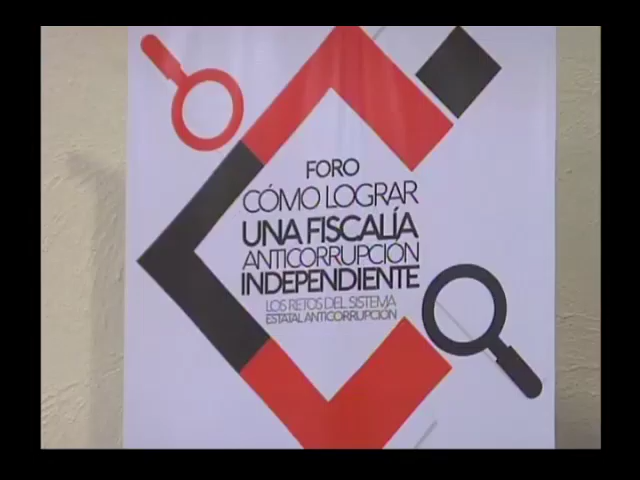 FORO
CÓMO LOGRAR
UNA FISCALÍA
ANTICORRUPCIÓN
INDEPENDIENTE
LOS RETOS DEL SISTEMA
ESTATAL ANTICORRUPCIÓN